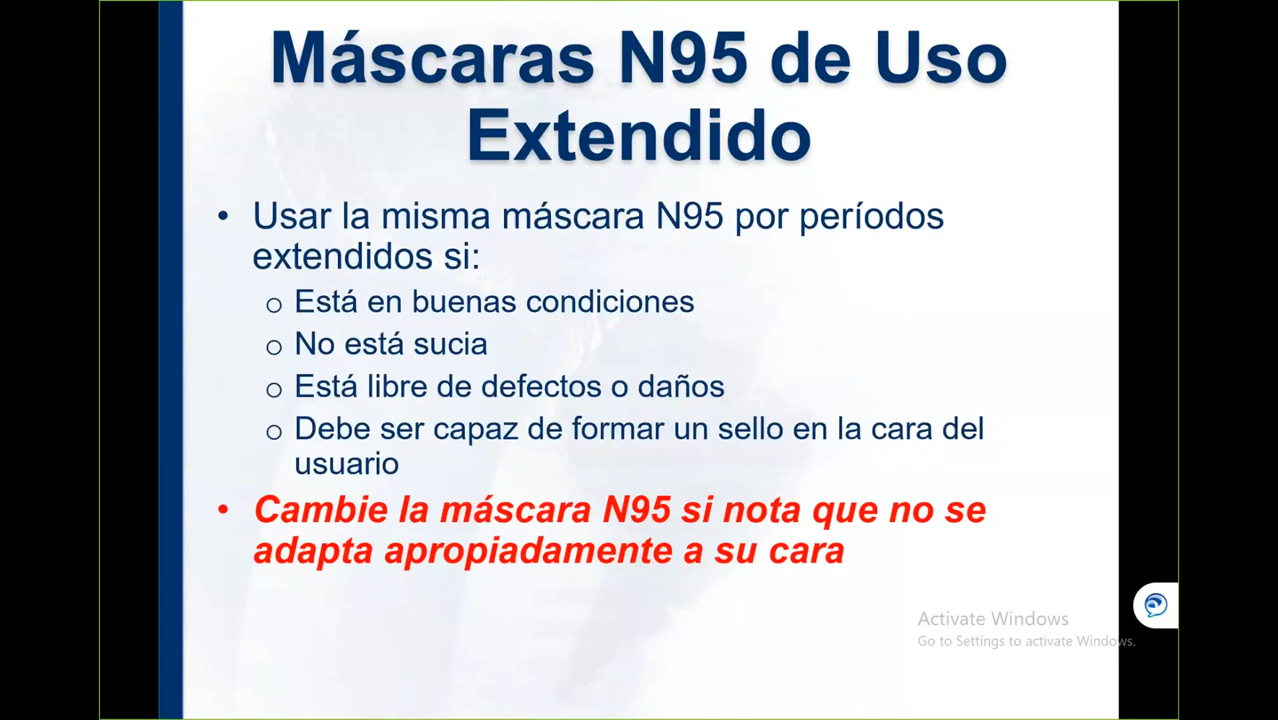 Máscaras N95 de Uso
Extendido
• Usar la misma máscara N95 por períodos
extendidos si:
o Está en buenas condiciones
o No está sucia
o Está libre de defectos o daños
o Debe ser capaz de formar un sello en la cara del
usuario
• Cambie la máscara N95 si nota que no se
adapta apropiadamente a su cara
Activate Windows
Go to Settings to activate Windows.